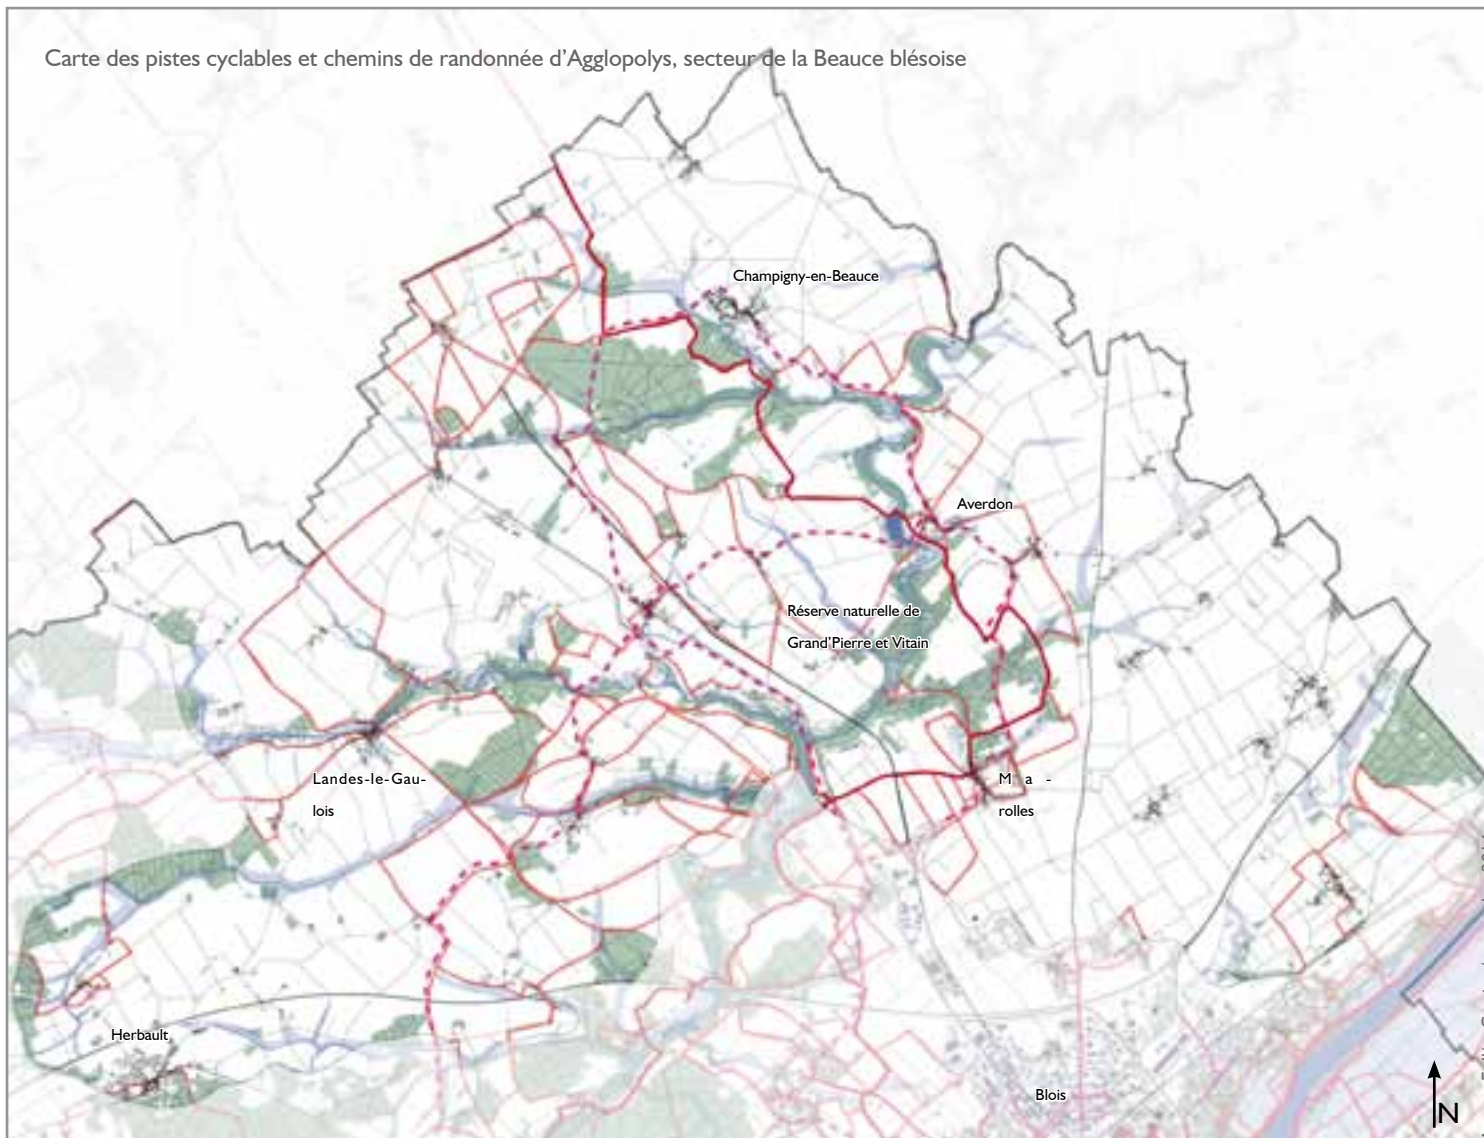 Carte des pistes cyclables et chemins de randonnée d'Agglopolys, secteur de la Beauce blésoise
Champigny-en-Beauce
Averdon
Réserve naturelle de
Grand'Pierre et Vitain
Landes-le-Gau-
lois
M a -
rolles
Herbault
Blois
N